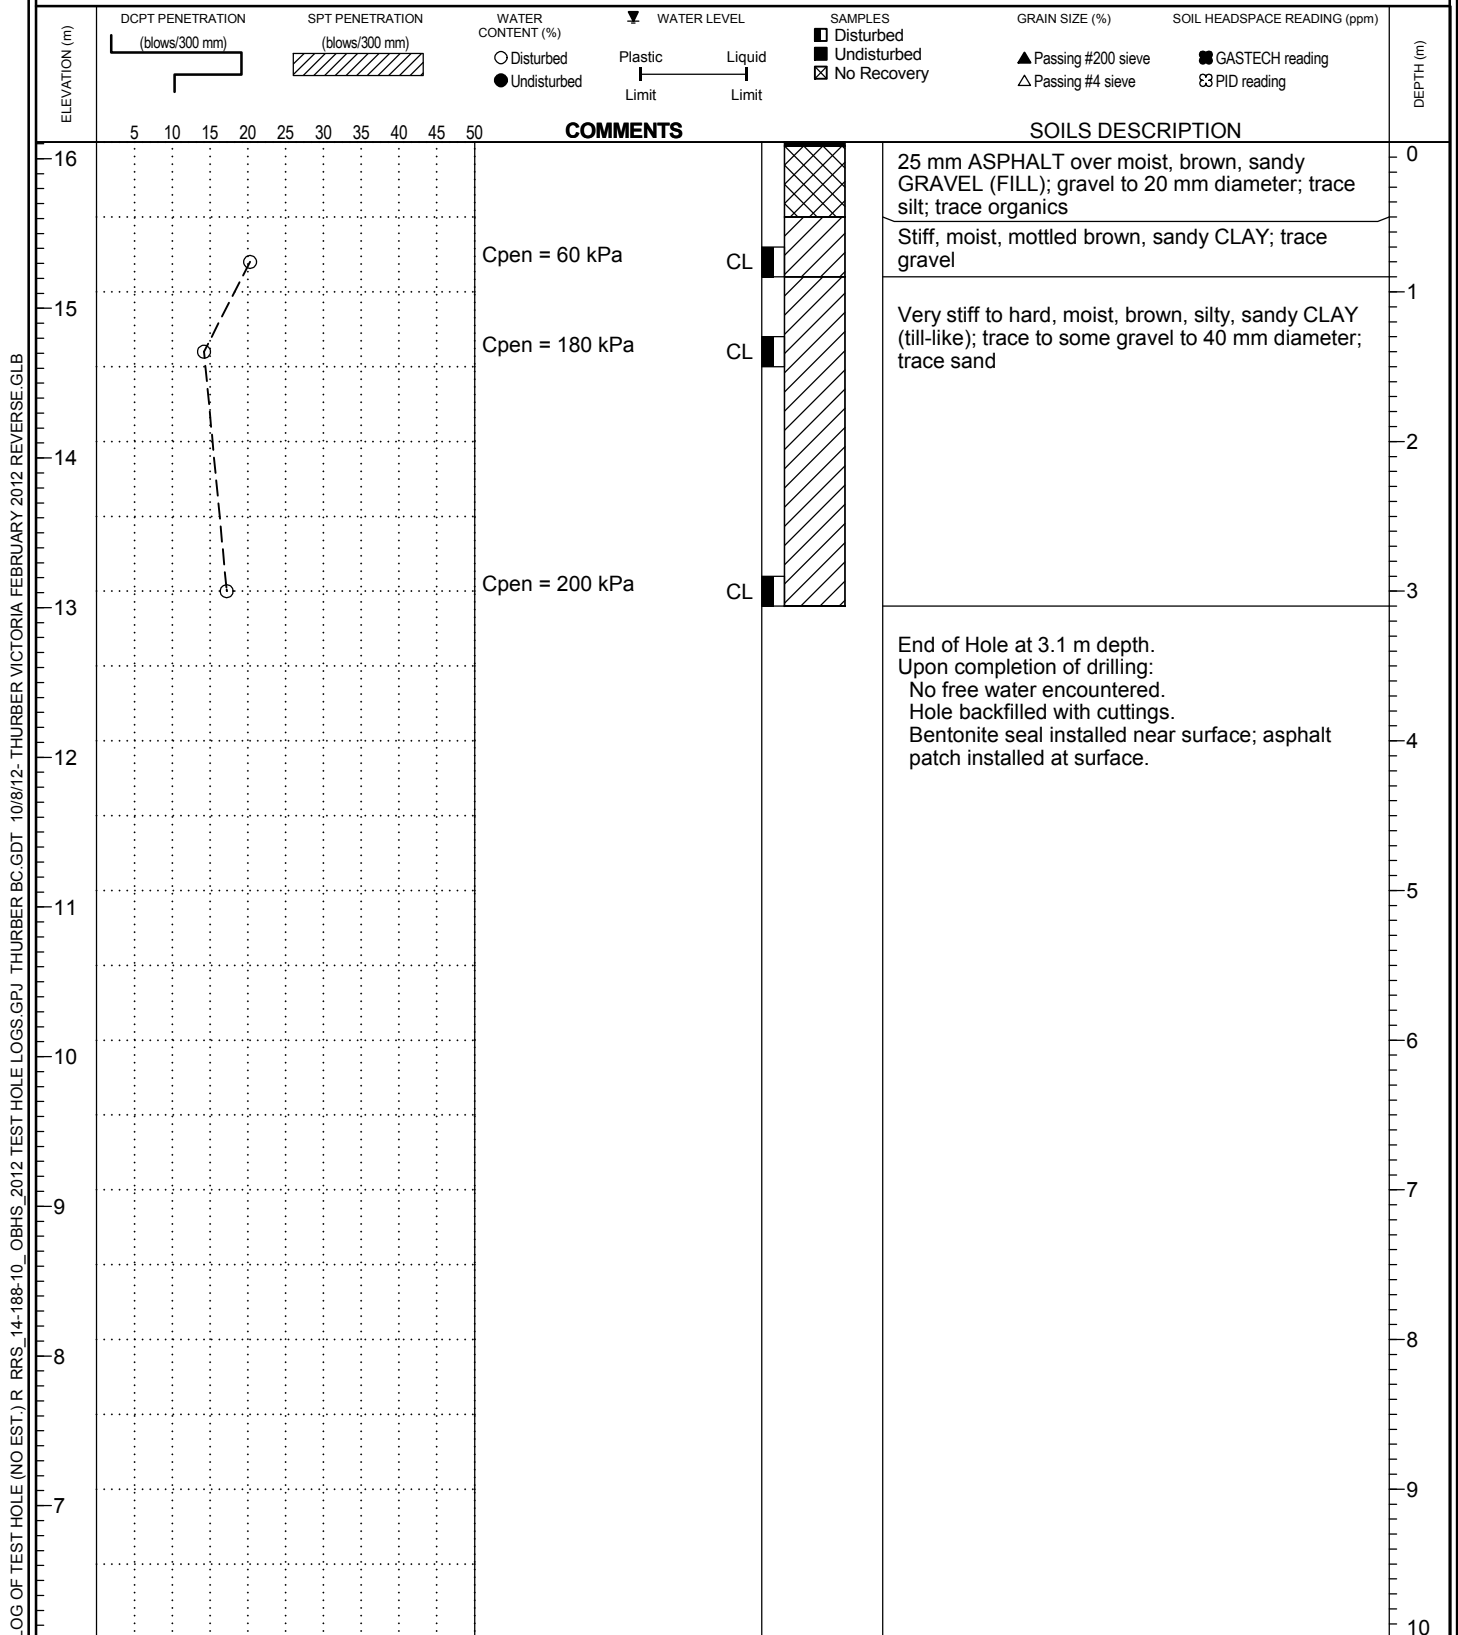 DCPT PENETRATION
(blows/300 mm)
SPT PENETRATION
(blows/300 mm)
WATER
CONTENT (%)
Disturbed
Undisturbed
WATER LEVEL
Plastic Liquid
Limit Limit
SAMPLES
Disturbed
Undisturbed
No Recovery
GRAIN SIZE (%)
Passing #200 sieve
Passing #4 sieve
SOIL HEADSPACE READING (ppm)
GASTECH reading
PID reading
ELEVATION (m)
DEPTH (m)
5 10 15 20 25 30 35 40 45 50
COMMENTS
SOILS DESCRIPTION
16
15
14
13
12
11
10
9
8
7
Cpen = 60 kPa
CL
Cpen = 180 kPa
CL
Cpen = 200 kPa
CL
25 mm ASPHALT over moist, brown, sandy
GRAVEL (FILL); gravel to 20 mm diameter; trace
silt; trace organics
Stiff, moist, mottled brown, sandy CLAY; trace
gravel
Very stiff to hard, moist, brown, silty, sandy CLAY
(till-like); trace to some gravel to 40 mm diameter;
trace sand
End of Hole at 3.1 m depth.
Upon completion of drilling:
No free water encountered.
Hole backfilled with cuttings.
Bentonite seal installed near surface; asphalt
patch installed at surface.
0
1
2
3
4
5
6
7
8
9
10
OG OF TEST HOLE (NO EST.) R RRS_14-188-10_ OBHS_2012 TEST HOLE LOGS.GPJ THURBER BC.GDT 10/8/12- THURBER VICTORIA FEBRUARY 2012 REVERSE.GLB